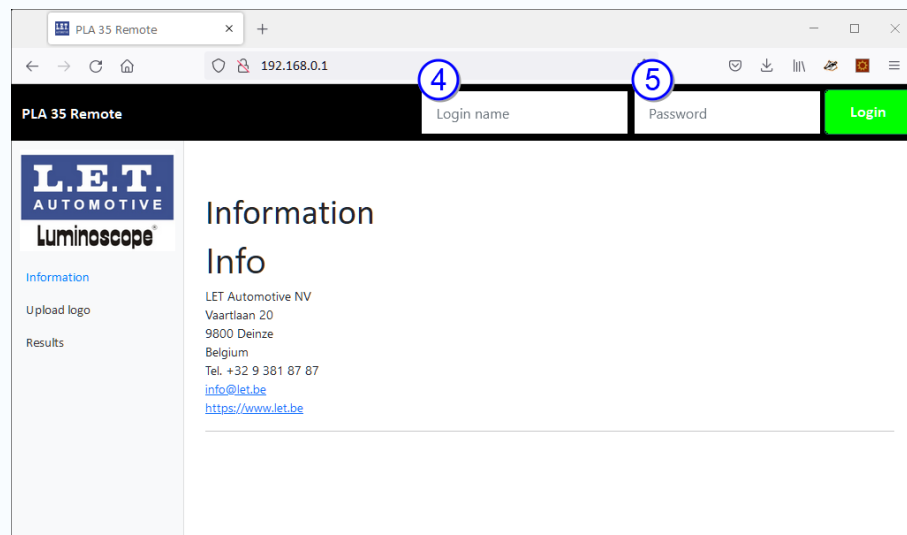 PLA 35 Remote
192.168.0.1
4
5
PLA 35 Remote
Login name
Password
Login
L.E.T.
AUTOMOTIVE
Luminoscope®
Information
Upload logo
Results
Information
Info
LET Automotive NV
Vaartlaan 20
9800 Deinze
Belgium
Tel. +32 9 381 87 87
info@let.be
https://www.let.be